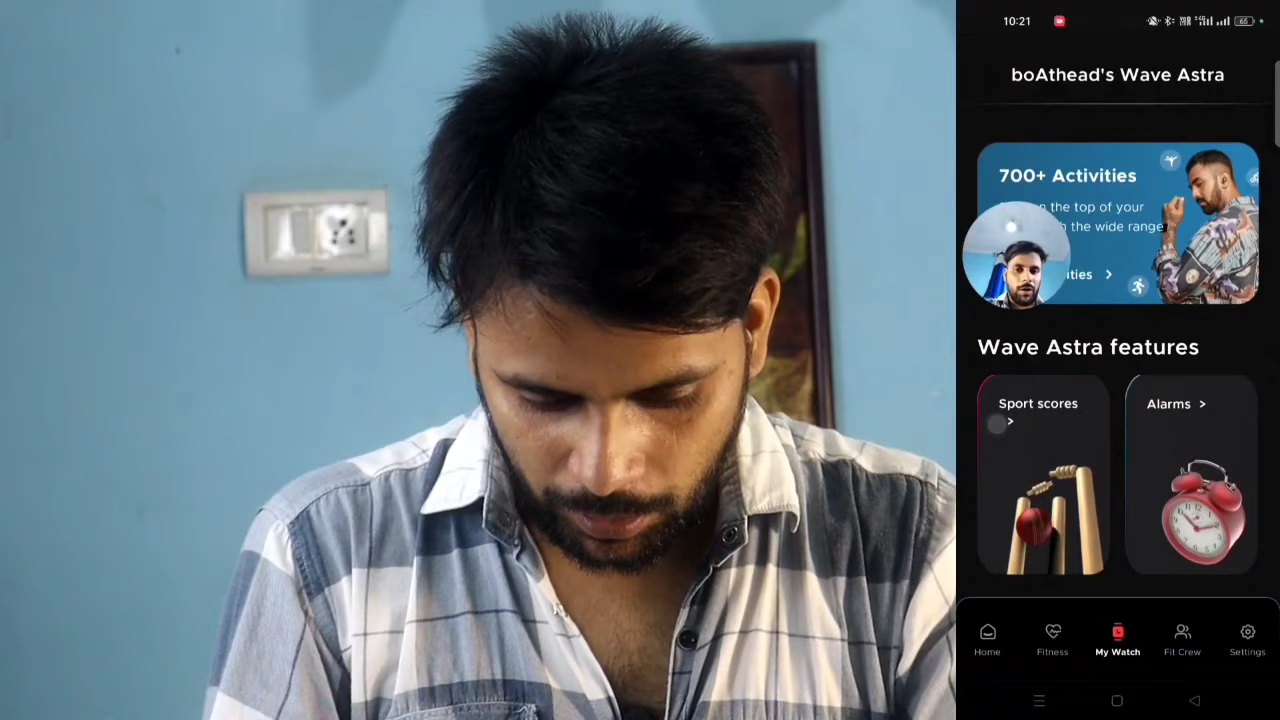 10:21
65
boAthead's Wave Astra
700+ Activities
n the top of your
h the wide range
ities >
Wave Astra features
Sport scores
>
Alarms >
Home
Fitness
My Watch
Fit Crew
Settings